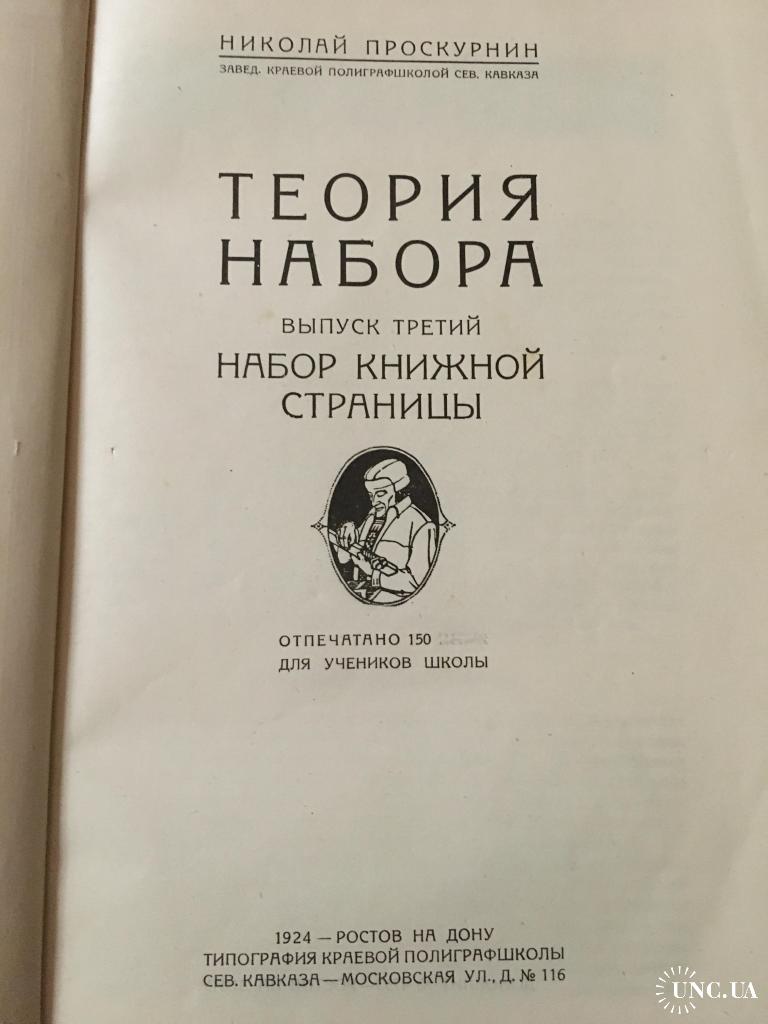 НИКОЛАЙ ПРОСКУРНИН
ЗАВЕД. КРАЕВОЙ ПОЛИГРАФШКОЛОЙ СЕВ. КАВКАЗА
ТЕОРИЯ
НАБОРА
ВЫПУСК ТРЕТИЙ
НАБОР КНИЖНОЙ
СТРАНИЦЫ
ОТПЕЧАТАНО 150
ДЛЯ УЧЕНИКОВ ШКОЛЫ
1924 — РОСТОВ НА ДОНУ
ТИПОГРАФИЯ КРАЕВОЙ ПОЛИГРАФШКОЛЫ
СЕВ. КАВКАЗА — МОСКОВСКАЯ УЛ., Д. № 116
UNC.UA